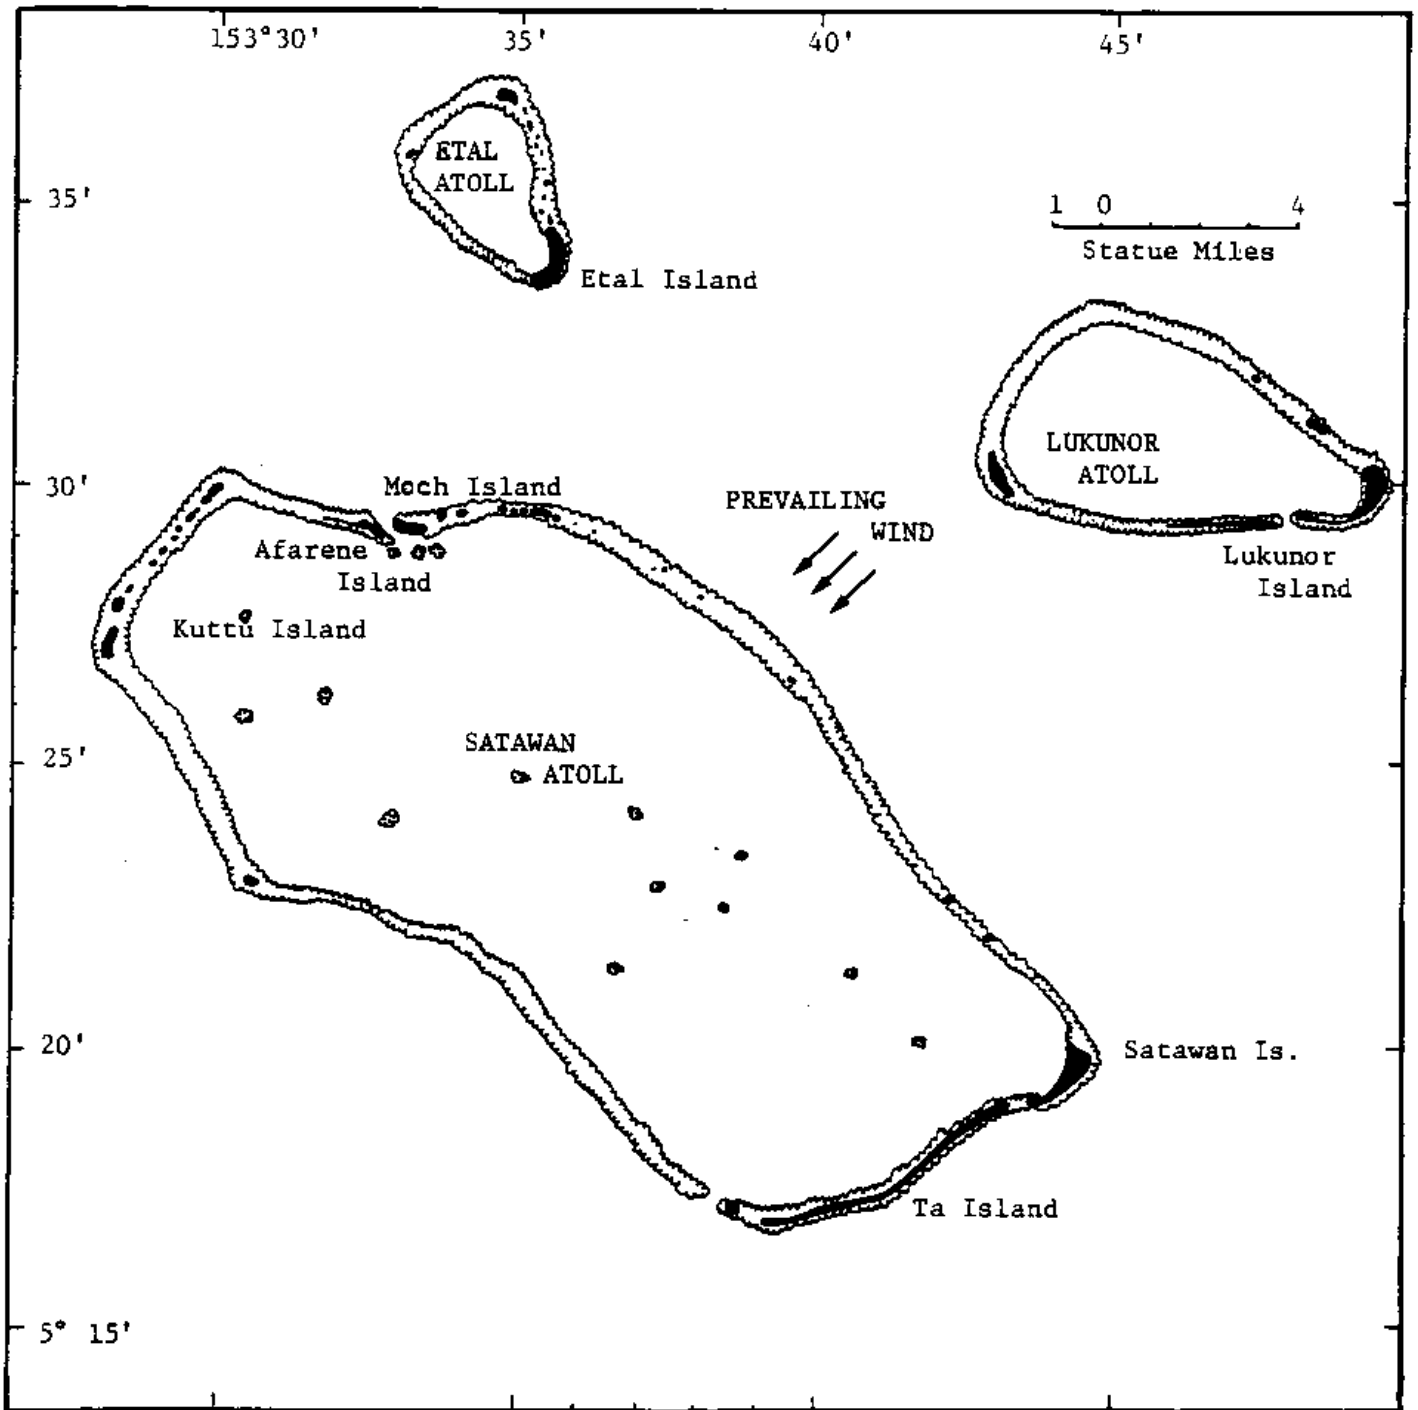 153°30' 35' 40' 45'
ETAL
ATOLL
35'
1 0 4
Statue Miles
Etal Island
LUKUNOR
ATOLL
30'
Moch Island
PREVAILING
WIND
Afarene
Island
Lukunor
Island
Kuttu Island
SATAWAN
ATOLL
25'
20'
Satawan Is.
Ta Island
5° 15'